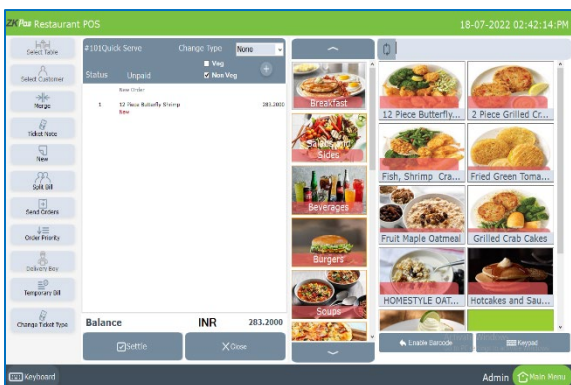 ZKPos Restaurant POS
18-07-2022 02:42:14:PM
Select Table
Select Customer
Merge
Ticket Note
New
Split Bill
Send Orders
Order Priority
Delivery Boy
Temporary Bill
Change Ticket Type
#101Quick Serve
Change Type
None
Veg
Non Veg
Status
Unpaid
New Order
1 12 Piece Butterfly Shrimp 283.2000
New
Balance INR 283.2000
Settle
Close
Breakfast
Salads and Sides
Beverages
Burgers
Soups
12 Piece Butterfly...
2 Piece Grilled Cr...
Fish, Shrimp Cra...
Fried Green Toma...
Fruit Maple Oatmeal
Grilled Crab Cakes
HOMESTYLE OAT...
Hotcakes and Sau...
Enable Barcode
Keypad
Keyboard
Admin
Main Menu